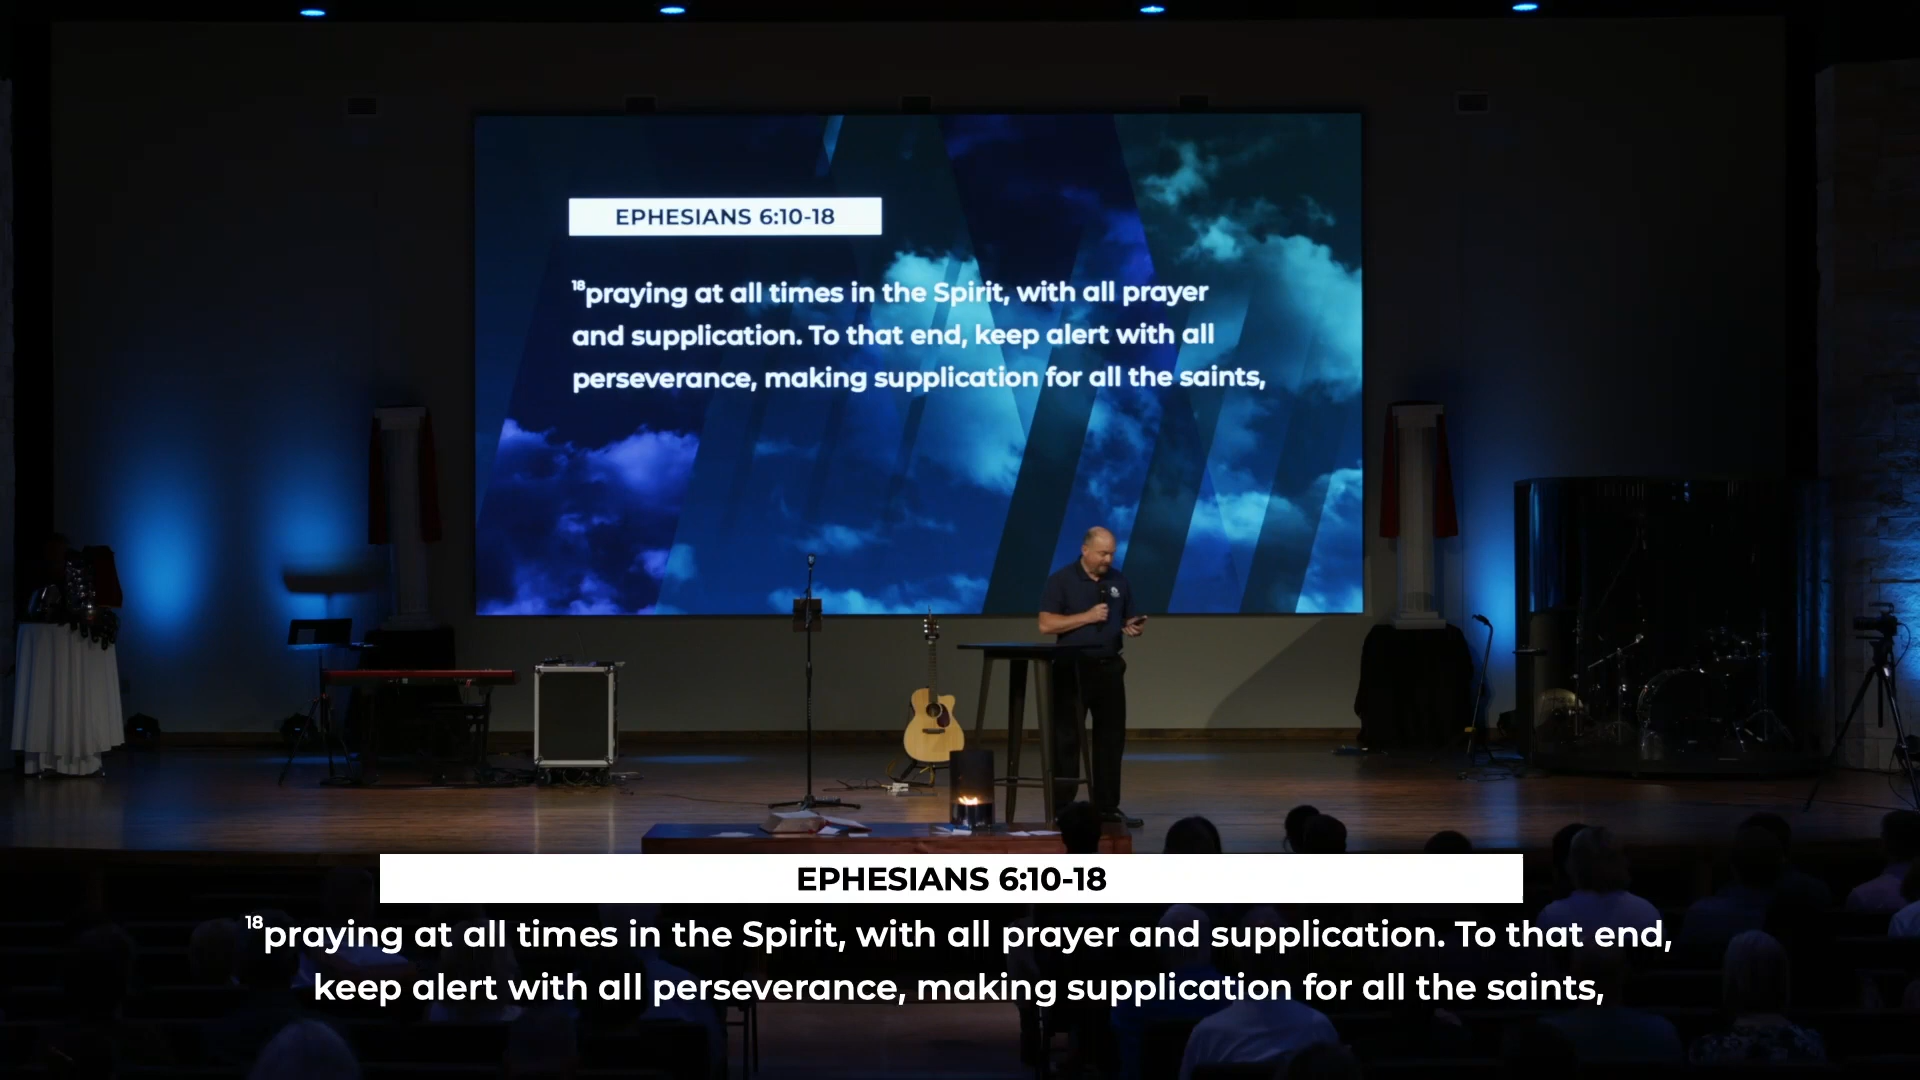 EPHESIANS 6:10-18
18praying at all times in the Spirit, with all prayer
and supplication. To that end, keep alert with all
perseverance, making supplication for all the saints,
EPHESIANS 6:10-18
18praying at all times in the Spirit, with all prayer and supplication. To that end,
keep alert with all perseverance, making supplication for all the saints,